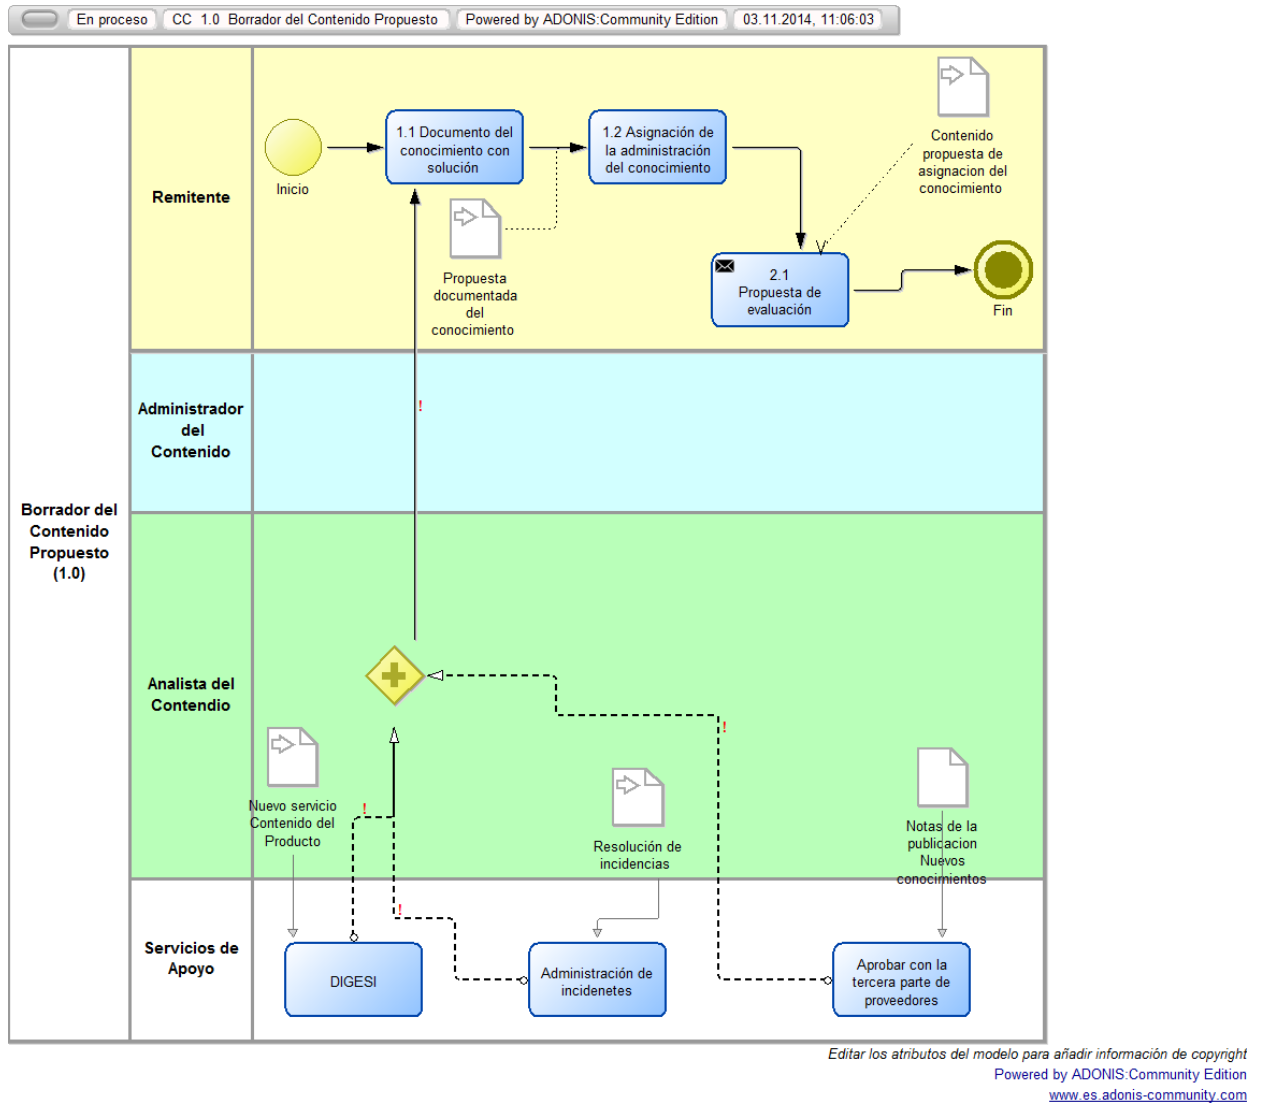 En proceso CC 1.0 Borrador del Contenido Propuesto Powered by ADONIS:Community Edition 03.11.2014, 11:06:03
Borrador del
Contenido
Propuesto
(1.0)
Remitente
Inicio
1.1 Documento del
conocimiento con
solución
1.2 Asignación de
la administración
del conocimiento
Contenido
propuesta de
asignacion del
conocimiento
Propuesta
documentada
del
conocimiento
2.1
Propuesta de
evaluación
Fin
Administrador
del
Contenido
!
Analista del
Contendio
!
Nuevo servicio
Contenido del
Producto
!
Resolución de
incidencias
Notas de la
publicacion
Nuevos
conocimientos
Servicios de
Apoyo
!
DIGESI
Administración de
incidenetes
Aprobar con la
tercera parte de
proveedores
Editar los atributos del modelo para añadir información de copyright
Powered by ADONIS:Community Edition
www.es.adonis-community.com